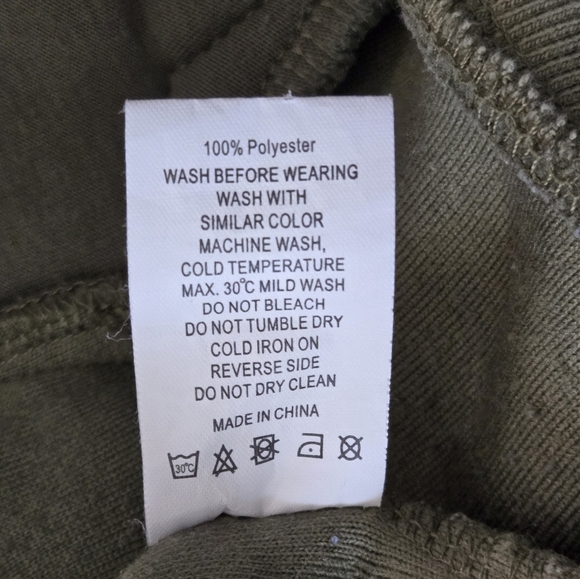 100% Polyester
WASH BEFORE WEARING
WASH WITH
SIMILAR COLOR
MACHINE WASH,
COLD TEMPERATURE
MAX. 30°C MILD WASH
DO NOT BLEACH
DO NOT TUMBLE DRY
COLD IRON ON
REVERSE SIDE
DO NOT DRY CLEAN
MADE IN CHINA
30°C